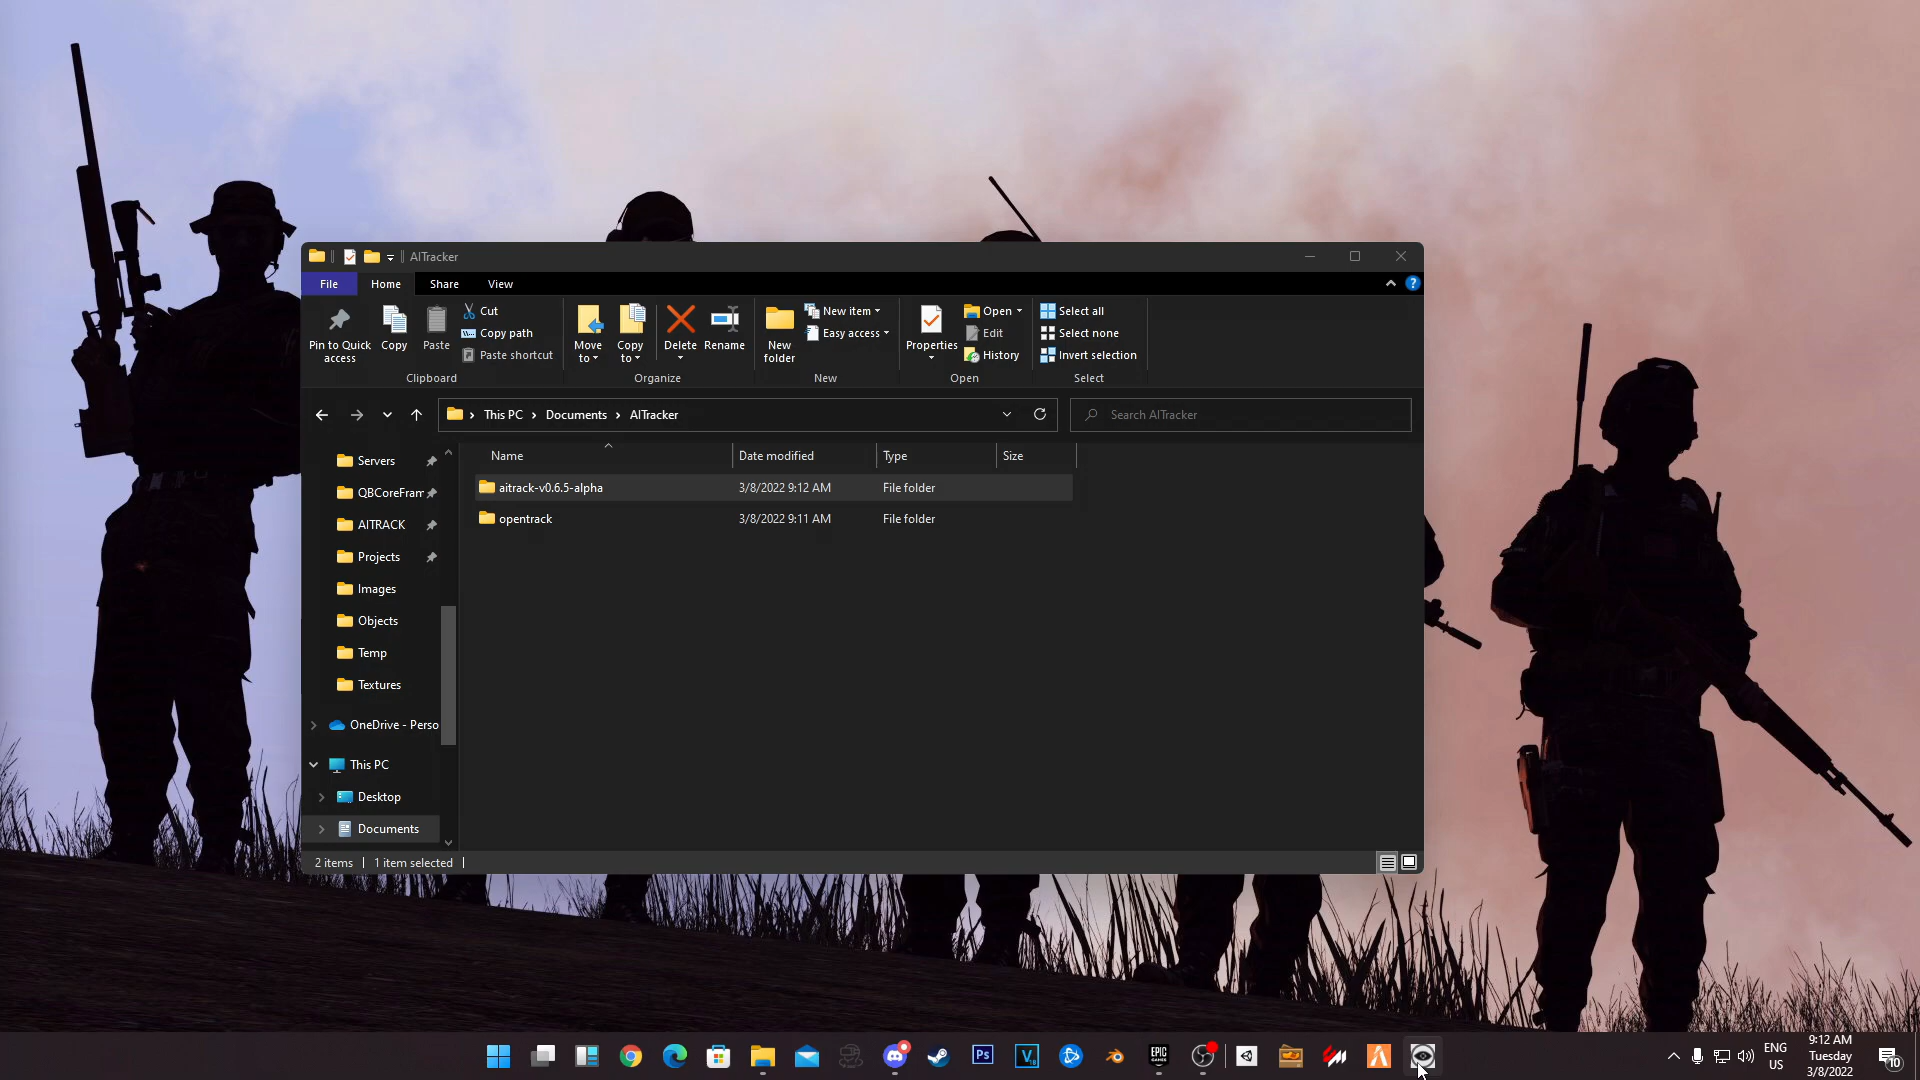 AITracker
File
Home
Share
View
?
Pin to Quick access
Copy
Paste
Cut
Copy path
Paste shortcut
Clipboard
Move to
Copy to
Delete
Rename
Organize
New folder
New item
Easy access
New
Properties
Open
Edit
History
Open
Select all
Select none
Invert selection
Select
This PC
Documents
AITracker
Search AITracker
Name
Date modified
Type
Size
aitrack-v0.6.5-alpha
3/8/2022 9:12 AM
File folder
opentrack
3/8/2022 9:11 AM
File folder
Servers
QBCoreFram
AITRACK
Projects
Images
Objects
Temp
Textures
OneDrive - Perso
This PC
Desktop
Documents
2 items
1 item selected
Ps
V
EPIC
GAMES
ENG
US
9:12 AM
Tuesday
3/8/2022
10